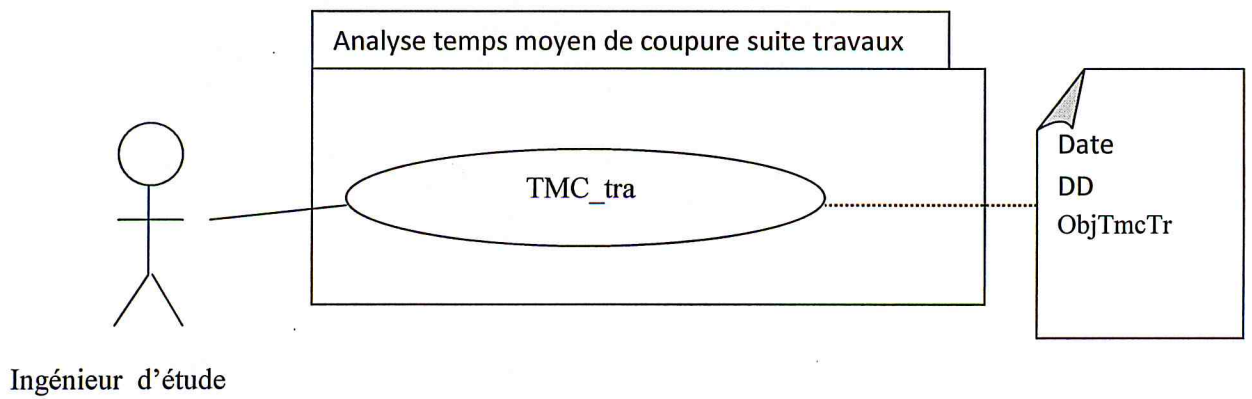 Analyse temps moyen de coupure suite travaux
TMC_tra
Date
DD
ObjTmcTr
Ingénieur d'étude